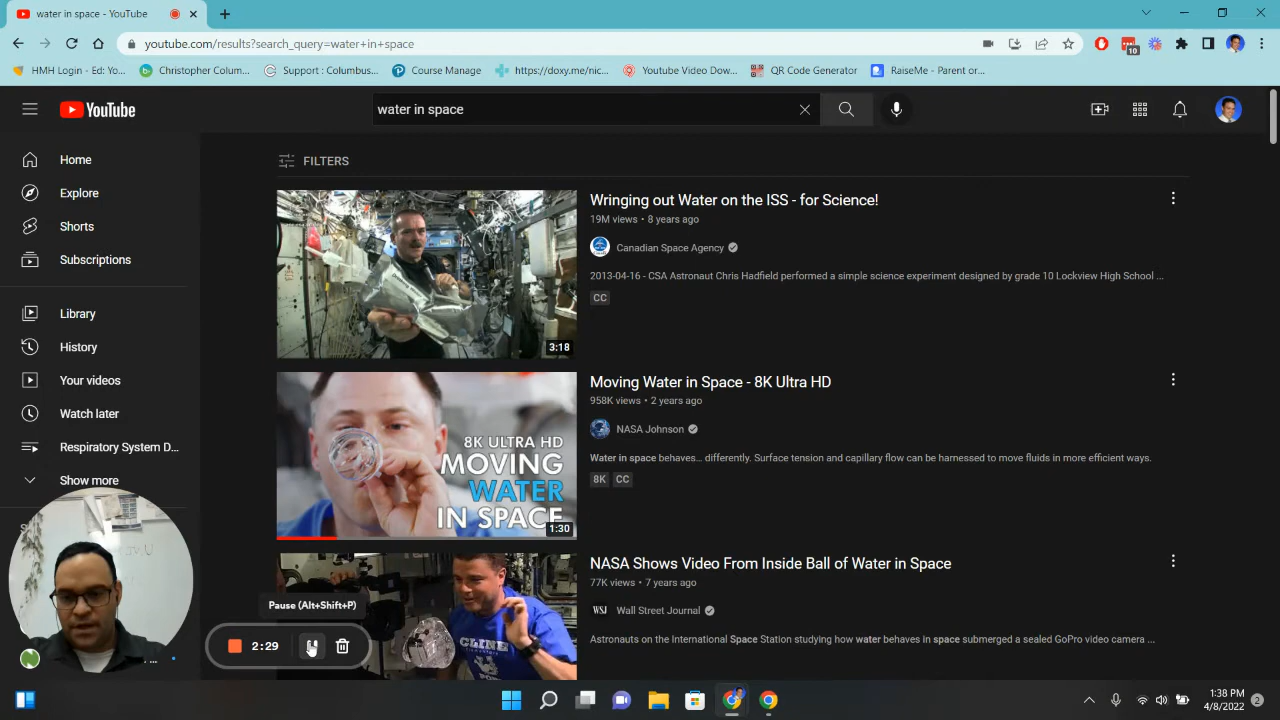 water in space - YouTube
youtube.com/results?search_query=water+in+space
10
HMH Login - Ed: You...
Christopher Colum...
Support : Columbus...
Course Manage
https://doxy.me/nic...
Youtube Video Dow...
QR Code Generator
RaiseMe - Parent or...
YouTube
water in space
Home
Explore
Shorts
Subscriptions
Library
History
Your videos
Watch later
Respiratory System D...
Show more
FILTERS
3:18
Wringing out Water on the ISS - for Science!
19M views • 8 years ago
Canadian Space Agency
2013-04-16 - CSA Astronaut Chris Hadfield performed a simple science experiment designed by grade 10 Lockview High School ...
CC
8K ULTRA HD
MOVING
WATER
IN SPACE
1:30
Moving Water in Space - 8K Ultra HD
958K views • 2 years ago
NASA Johnson
Water in space behaves... differently. Surface tension and capillary flow can be harnessed to move fluids in more efficient ways.
8K CC
CLINE
NASA Shows Video From Inside Ball of Water in Space
77K views • 7 years ago
WSJ Wall Street Journal
Astronauts on the International Space Station studying how water behaves in space submerged a sealed GoPro video camera ...
Pause (Alt+Shift+P)
2:29
1:38 PM
4/8/2022
2